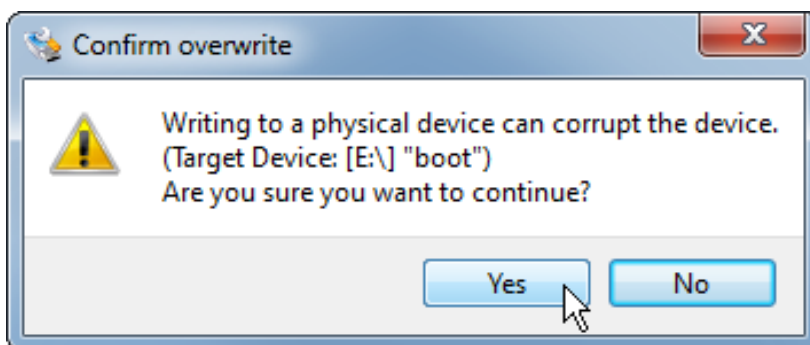 Confirm overwrite
Writing to a physical device can corrupt the device.
(Target Device: [E:\] "boot")
Are you sure you want to continue?
Yes
No